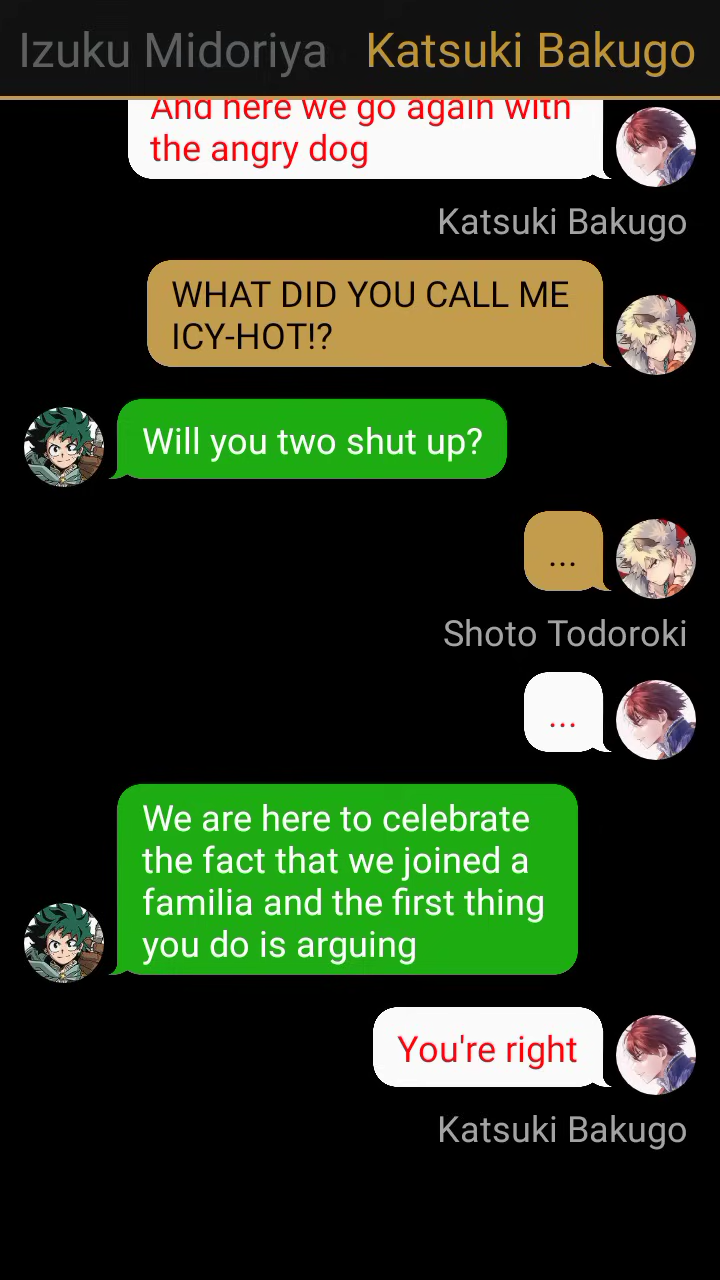 Izuku Midoriya Katsuki Bakugo
And here we go again with
the angry dog
Katsuki Bakugo
WHAT DID YOU CALL ME
ICY-HOT!?
Will you two shut up?
...
Shoto Todoroki
...
We are here to celebrate
the fact that we joined a
familia and the first thing
you do is arguing
You're right
Katsuki Bakugo